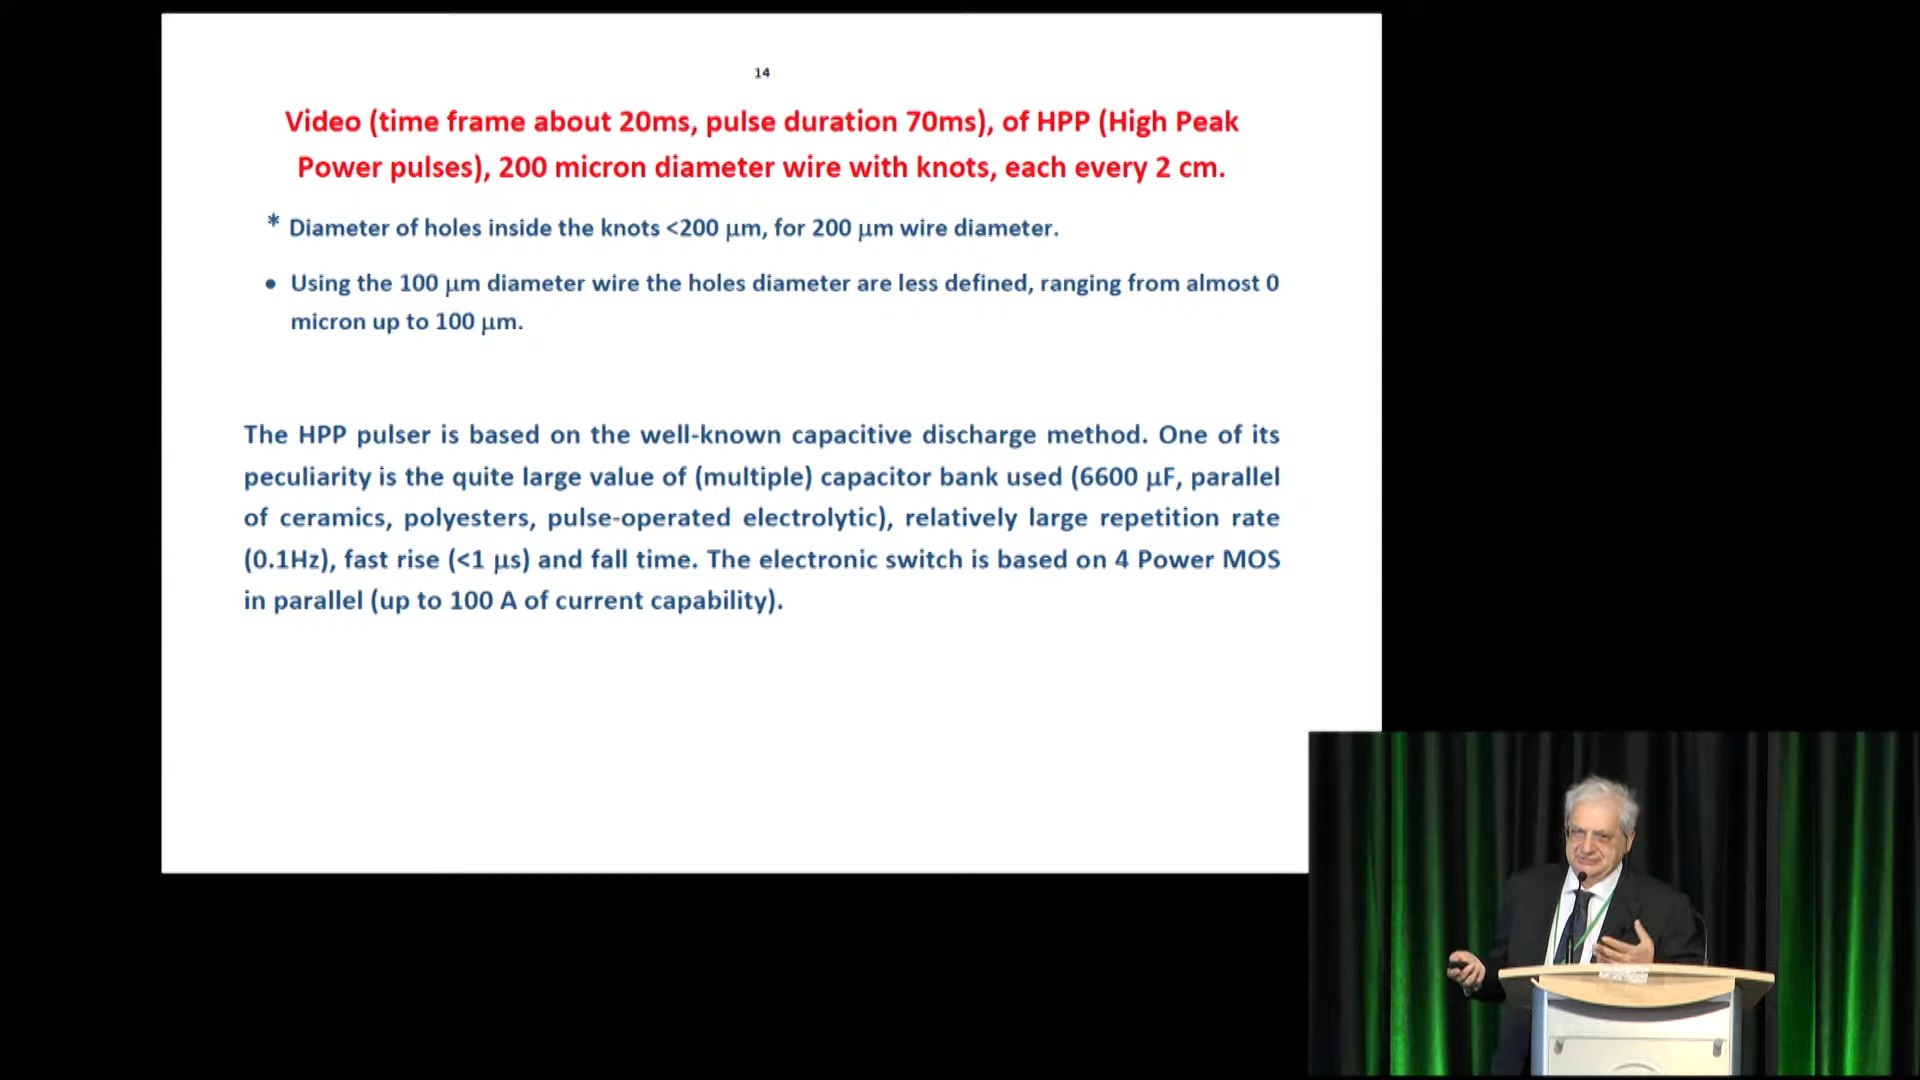 14
Video (time frame about 20ms, pulse duration 70ms), of HPP (High Peak
Power pulses), 200 micron diameter wire with knots, each every 2 cm.
* Diameter of holes inside the knots <200 μm, for 200 μm wire diameter.
• Using the 100 μm diameter wire the holes diameter are less defined, ranging from almost 0
micron up to 100 μm.
The HPP pulser is based on the well-known capacitive discharge method. One of its
peculiarity is the quite large value of (multiple) capacitor bank used (6600 μF, parallel
of ceramics, polyesters, pulse-operated electrolytic), relatively large repetition rate
(0.1Hz), fast rise (<1 μs) and fall time. The electronic switch is based on 4 Power MOS
in parallel (up to 100 A of current capability).